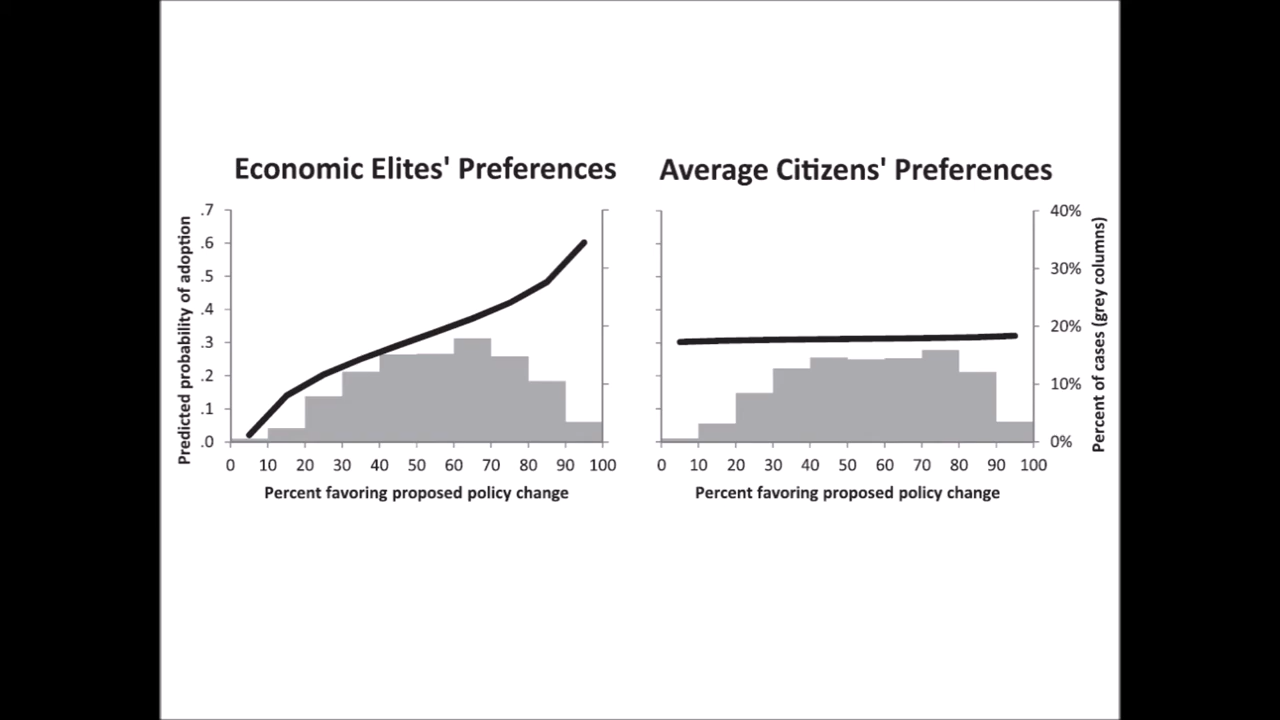 Economic Elites' Preferences
Predicted probability of adoption
.7
.6
.5
.4
.3
.2
.1
.0
0 10 20 30 40 50 60 70 80 90 100
Percent favoring proposed policy change
Average Citizens' Preferences
40%
30%
20%
10%
0%
Percent of cases (grey columns)
0 10 20 30 40 50 60 70 80 90 100
Percent favoring proposed policy change